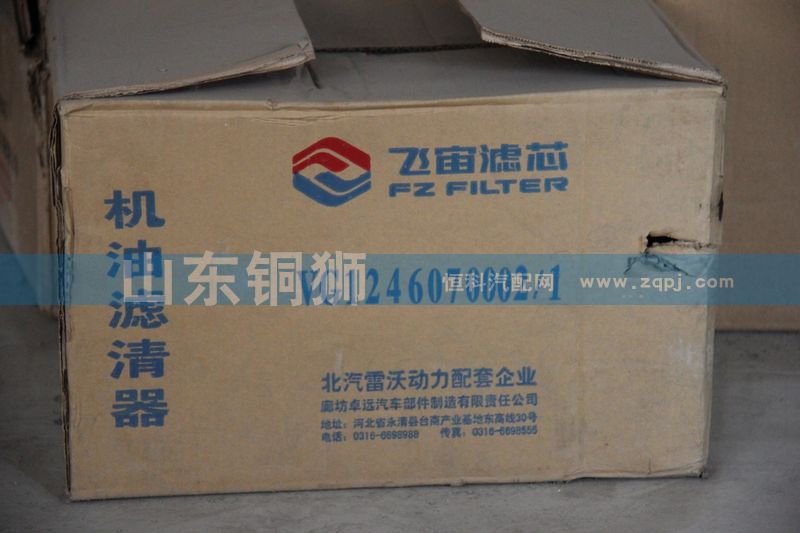 飞宙滤芯
FZ FILTER
机油滤清器
山东铜狮
VG1246070002/1
恒科汽配网
www.zqpj.com
北汽雷沃动力配套企业
廊坊卓远汽车部件制造有限责任公司
地址：河北省永清县台商产业基地东高线30号
电话：0316-6698988 传真：0316-6698555